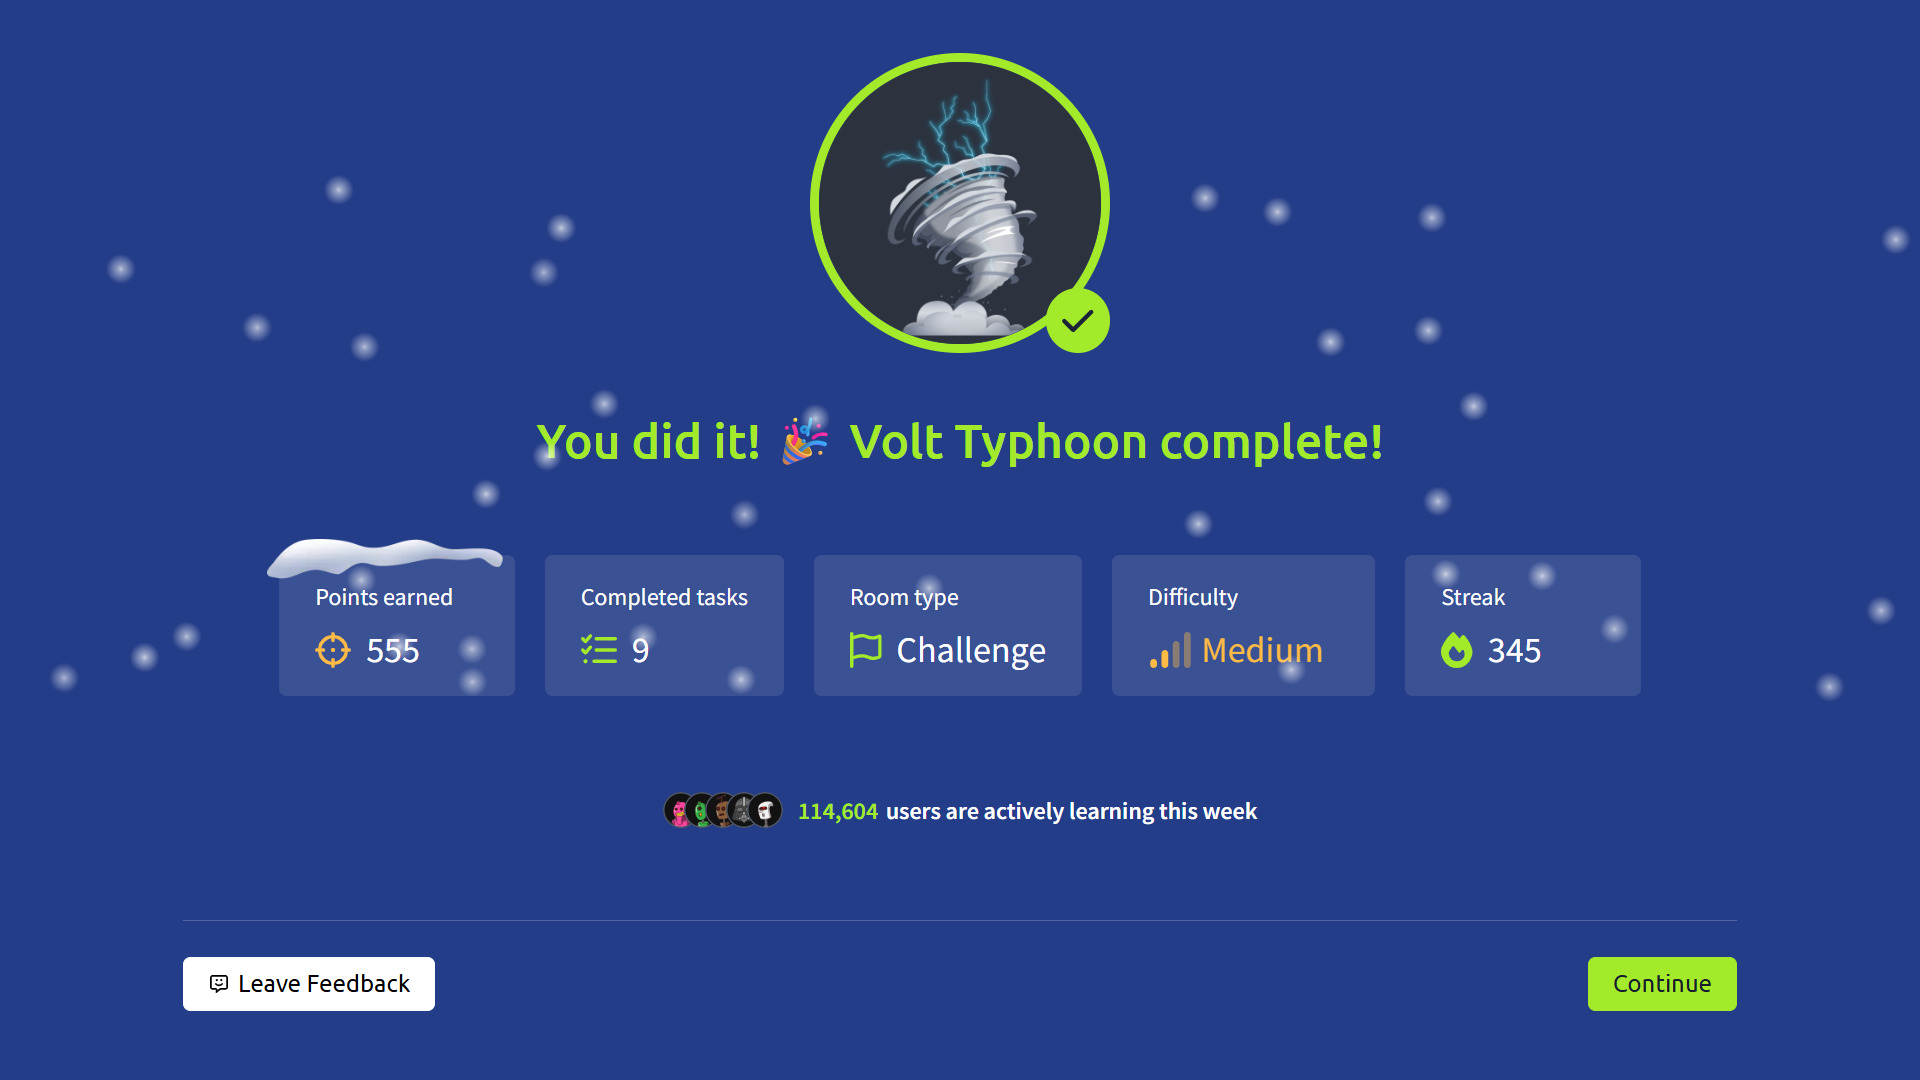 You did it! 🎉 Volt Typhoon complete!
Points earned
555
Completed tasks
9
Room type
Challenge
Difficulty
Medium
Streak
345
114,604 users are actively learning this week
Leave Feedback
Continue